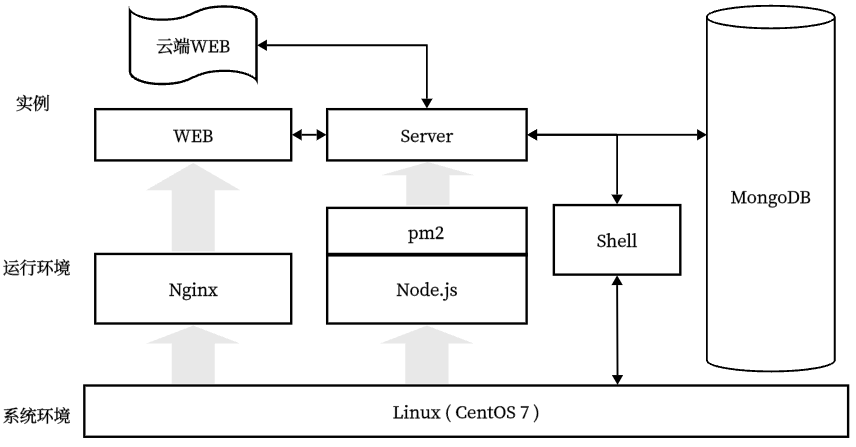 云端WEB
实例
WEB
Server
MongoDB
pm2
Shell
运行环境
Nginx
Node.js
系统环境
Linux ( CentOS 7 )